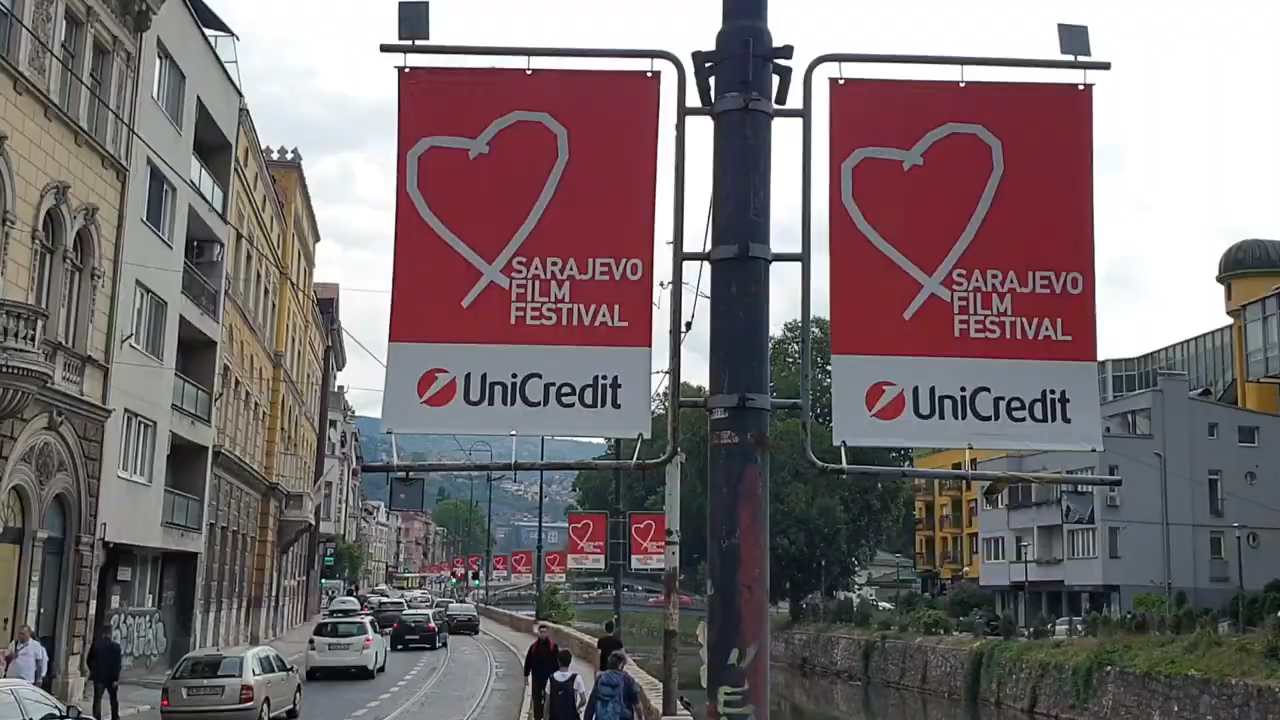 SARAJEVO
FILM
FESTIVAL
UniCredit
SARAJEVO
FILM
FESTIVAL
UniCredit
P